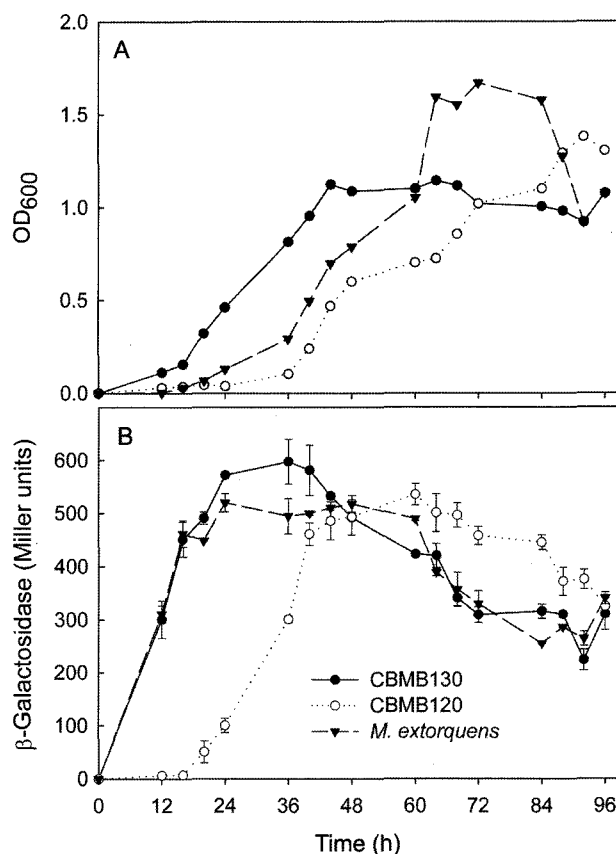 A
2.0
1.5
1.0
0.5
0.0
OD600
B
600
500
400
300
200
100
0
β-Galactosidase (Miller units)
CBMB130
CBMB120
M. extorquens
0 12 24 36 48 60 72 84 96
Time (h)